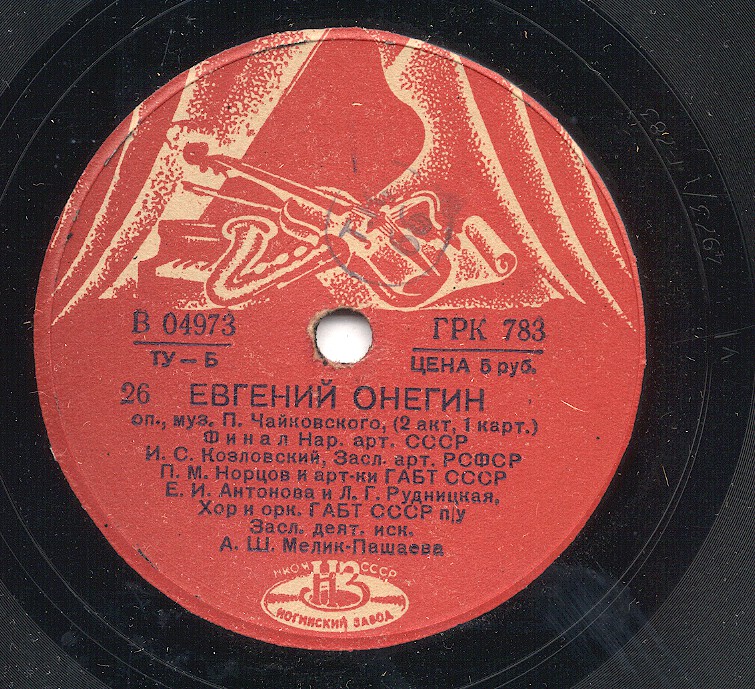 В 04973
ГРК 783
ТУ — Б
ЦЕНА 5 руб.
26 ЕВГЕНИЙ ОНЕГИН
оп., муз. П. Чайковского, (2 акт, 1 карт.)
Финал Нар. арт. СССР
И. С. Козловский, Засл. арт. РСФСР
П. М. Норцов и арт-ки ГАБТ СССР
Е. И. Антонова и Л. Г. Рудницкая,
Хор и орк. ГАБТ СССР п/у
Засл. деят. иск.
А. Ш. Мелик-Пашаева
НКОМ СССР
НЗ
НОГИНСКИЙ ЗАВОД